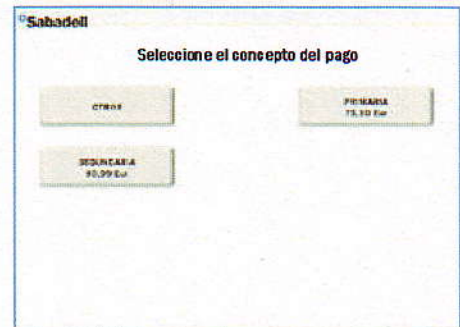 Sabadell
Seleccione el concepto del pago
OTROS
PRIMARIA
SECUNDARIA